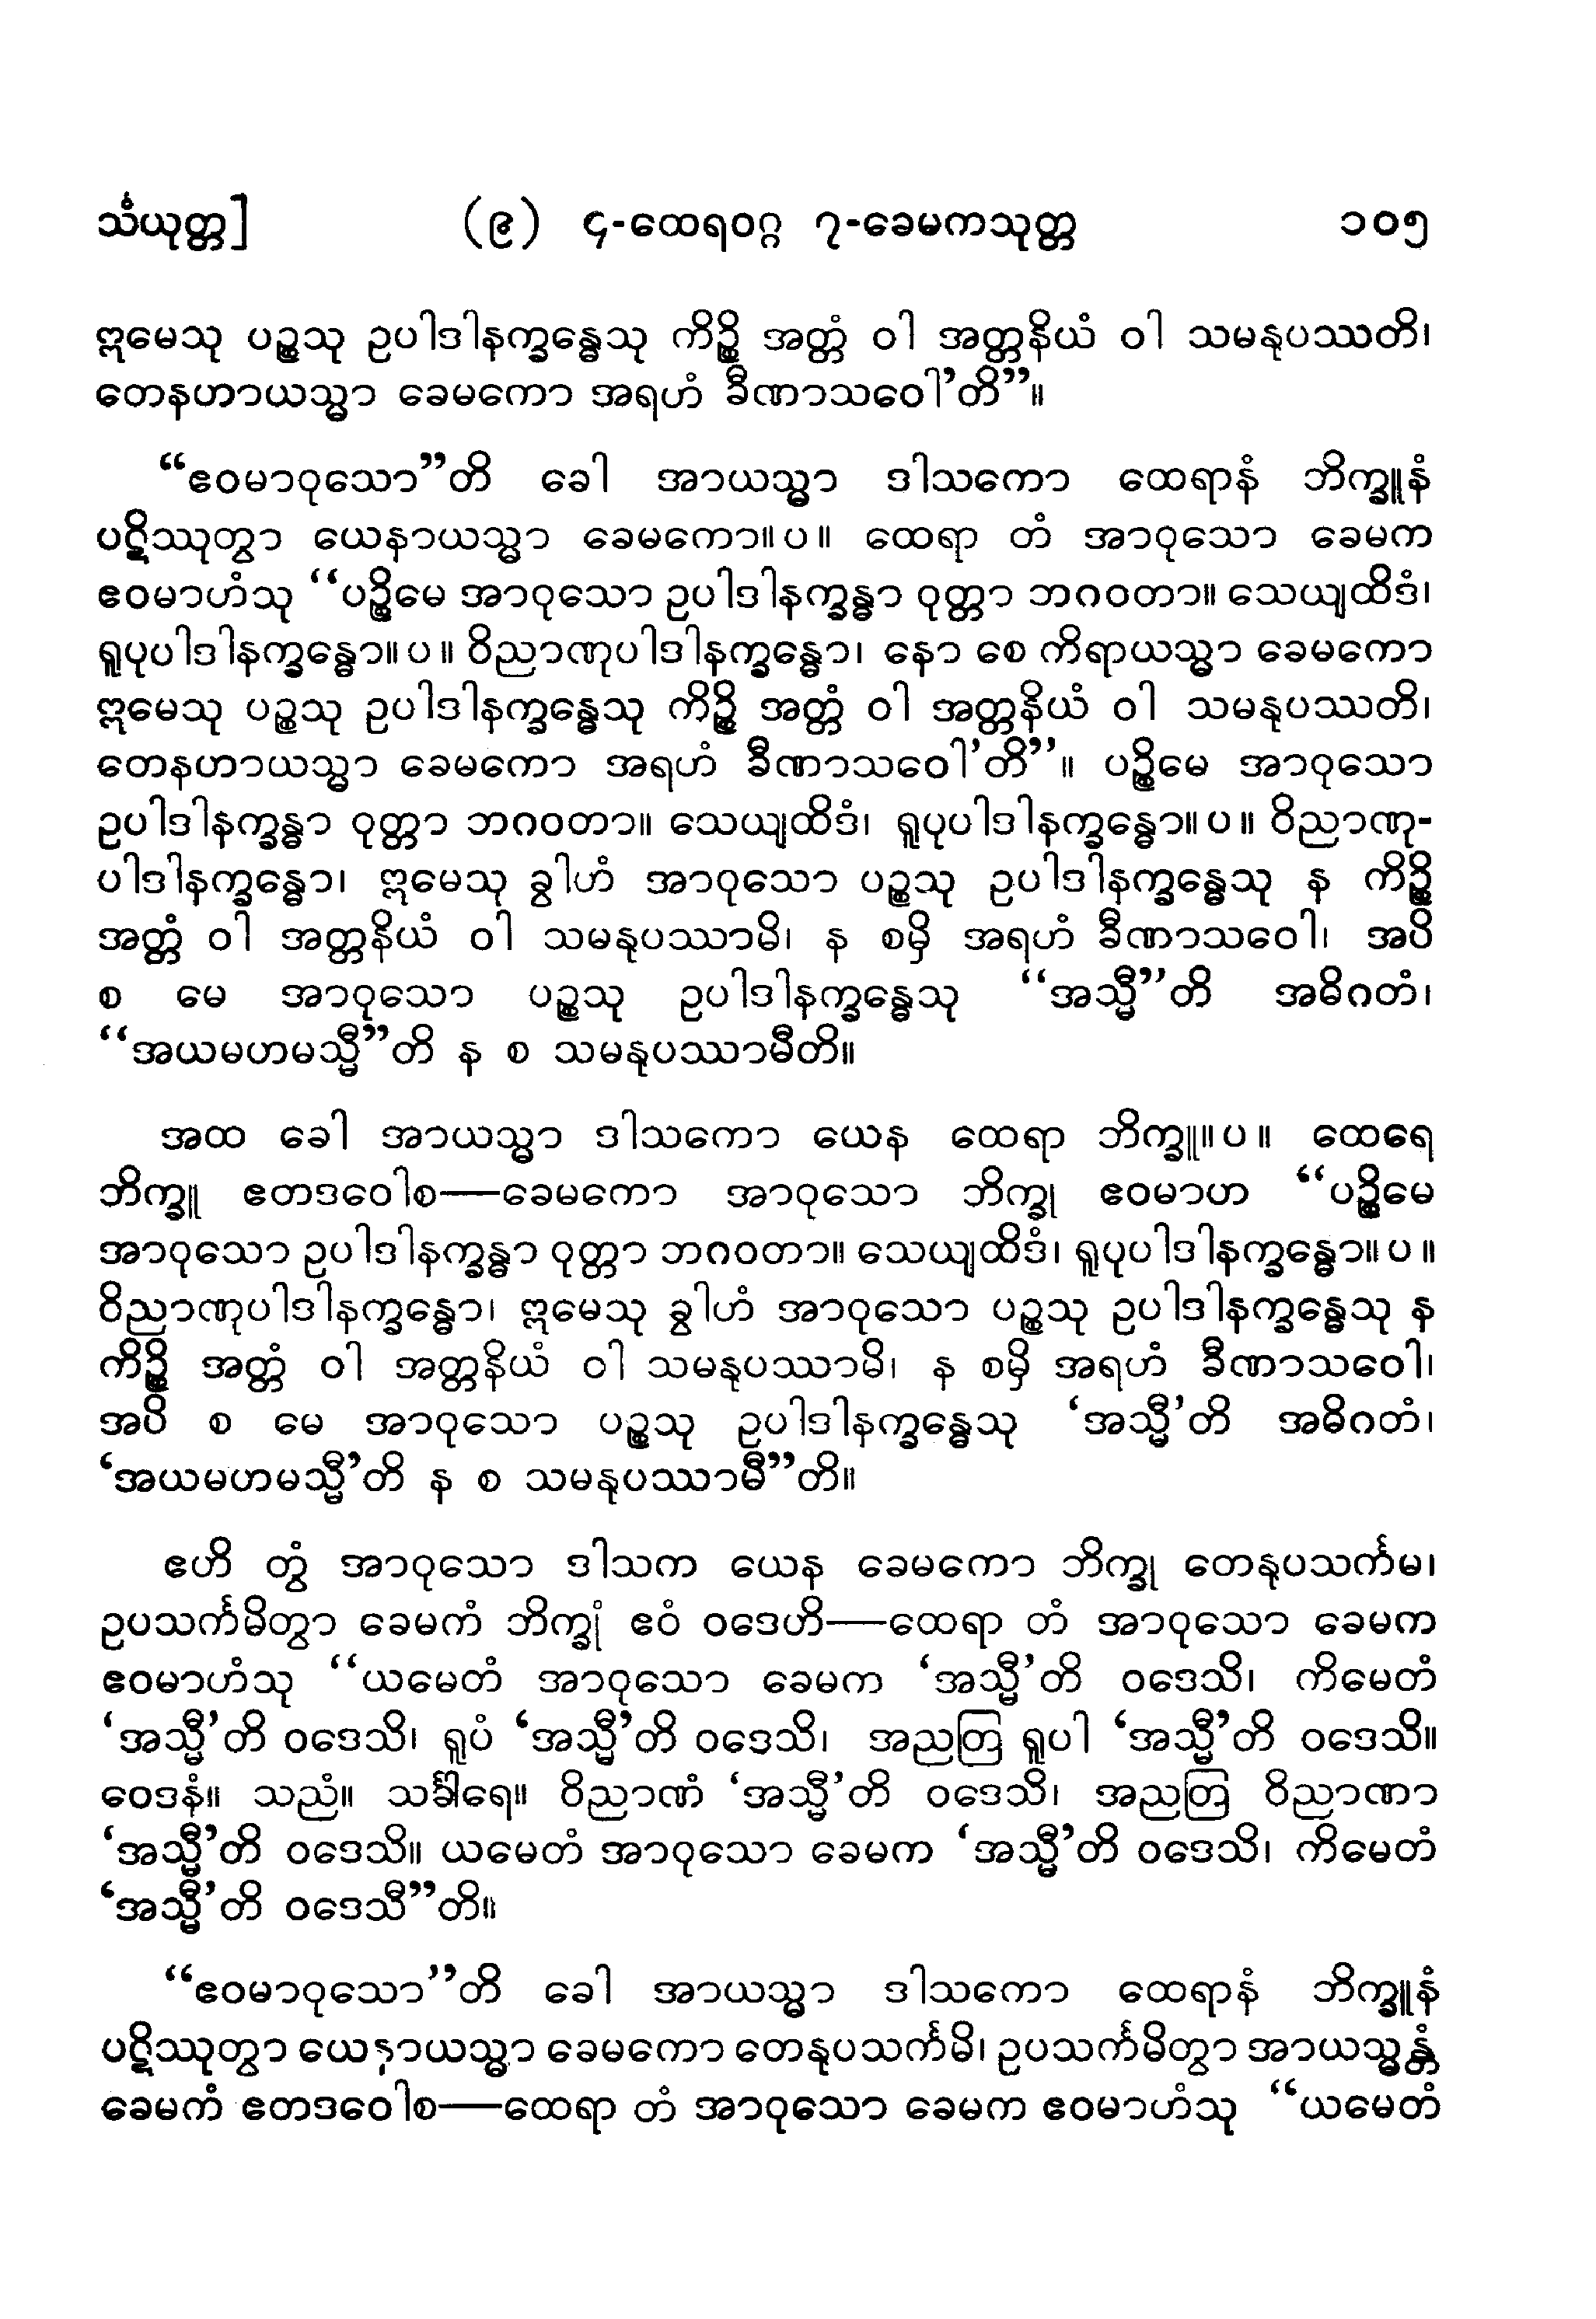 သံယုတ္တ] (၉) ၄-ထေရဝဂ္ဂ ၇-ခေမကသုတ္တ ၁၀၅
ဣမေသု ပဉ္စသု ဥပါဒါနက္ခန္ဓေသု ကိဉ္စိ အတ္တံ ဝါ အတ္တနိယံ ဝါ သမနုပဿတိ၊
တေနဟာယသ္မာ ခေမကော အရဟံ ခီဏာသဝေါ’တိ”။
“ဧဝမာဝုသော”တိ ခေါ အာယသ္မာ ဒါသကော ထေရာနံ ဘိက္ခူနံ
ပဋိဿုတွာ ယေနာယသ္မာ ခေမကော။ပ။ ထေရာ တံ အာဝုသော ခေမက
ဧဝမာဟံသု “ပဉ္စိမေ အာဝုသော ဥပါဒါနက္ခန္ဓာ ဝုတ္တာ ဘဂဝတာ။ သေယျထိဒံ၊
ရူပုပါဒါနက္ခန္ဓော။ပ။ ဝိညာဏုပါဒါနက္ခန္ဓော၊ နော စေ ကိရာယသ္မာ ခေမကော
ဣမေသု ပဉ္စသု ဥပါဒါနက္ခန္ဓေသု ကိဉ္စိ အတ္တံ ဝါ အတ္တနိယံ ဝါ သမနုပဿတိ၊
တေနဟာယသ္မာ ခေမကော အရဟံ ခီဏာသဝေါ’တိ”။ ပဉ္စိမေ အာဝုသော
ဥပါဒါနက္ခန္ဓာ ဝုတ္တာ ဘဂဝတာ။ သေယျထိဒံ၊ ရူပုပါဒါနက္ခန္ဓော။ပ။ ဝိညာဏု-
ပါဒါနက္ခန္ဓော၊ ဣမေသု ခွါဟံ အာဝုသော ပဉ္စသု ဥပါဒါနက္ခန္ဓေသု န ကိဉ္စိ
အတ္တံ ဝါ အတ္တနိယံ ဝါ သမနုပဿာမိ၊ န စမှိ အရဟံ ခီဏာသဝေါ၊ အပိ
စ မေ အာဝုသော ပဉ္စသု ဥပါဒါနက္ခန္ဓေသု “အသ္မီ”တိ အဓိဂတံ၊
“အယမဟမသ္မီ”တိ န စ သမနုပဿာမီတိ။
အထ ခေါ အာယသ္မာ ဒါသကော ယေန ထေရာ ဘိက္ခူ။ပ။ ထေရေ
ဘိက္ခူ ဧတဒဝေါစ—ခေမကော အာဝုသော ဘိက္ခု ဧဝမာဟ “ပဉ္စိမေ
အာဝုသော ဥပါဒါနက္ခန္ဓာ ဝုတ္တာ ဘဂဝတာ။ သေယျထိဒံ၊ ရူပုပါဒါနက္ခန္ဓော။ပ။
ဝိညာဏုပါဒါနက္ခန္ဓော၊ ဣမေသု ခွါဟံ အာဝုသော ပဉ္စသု ဥပါဒါနက္ခန္ဓေသု န
ကိဉ္စိ အတ္တံ ဝါ အတ္တနိယံ ဝါ သမနုပဿာမိ၊ န စမှိ အရဟံ ခီဏာသဝေါ၊
အပိ စ မေ အာဝုသော ပဉ္စသု ဥပါဒါနက္ခန္ဓေသု ‘အသ္မီ’တိ အဓိဂတံ၊
‘အယမဟမသ္မီ’တိ န စ သမနုပဿာမီ”တိ။
ဧဟိ တွံ အာဝုသော ဒါသက ယေန ခေမကော ဘိက္ခု တေနုပသင်္ကမ၊
ဥပသင်္ကမိတွာ ခေမကံ ဘိက္ခုံ ဧဝံ ဝဒေဟိ—ထေရာ တံ အာဝုသော ခေမက
ဧဝမာဟံသု “ယမေတံ အာဝုသော ခေမက ‘အသ္မီ’တိ ဝဒေသိ၊ ကိမေတံ
‘အသ္မီ’တိ ဝဒေသိ၊ ရူပံ ‘အသ္မီ’တိ ဝဒေသိ၊ အညတြ ရူပါ ‘အသ္မီ’တိ ဝဒေသိ။
ဝေဒနံ။ သညံ။ သင်္ခါရေ။ ဝိညာဏံ ‘အသ္မီ’တိ ဝဒေသိ၊ အညတြ ဝိညာဏာ
‘အသ္မီ’တိ ဝဒေသိ။ ယမေတံ အာဝုသော ခေမက ‘အသ္မီ’တိ ဝဒေသိ၊ ကိမေတံ
‘အသ္မီ’တိ ဝဒေသီ”တိ။
“ဧဝမာဝုသော”တိ ခေါ အာယသ္မာ ဒါသကော ထေရာနံ ဘိက္ခူနံ
ပဋိဿုတွာ ယေနာယသ္မာ ခေမကော တေနုပသင်္ကမိ၊ ဥပသင်္ကမိတွာ အာယသ္မန္တံ
ခေမကံ ဧတဒဝေါစ—ထေရာ တံ အာဝုသော ခေမက ဧဝမာဟံသု “ယမေတံ